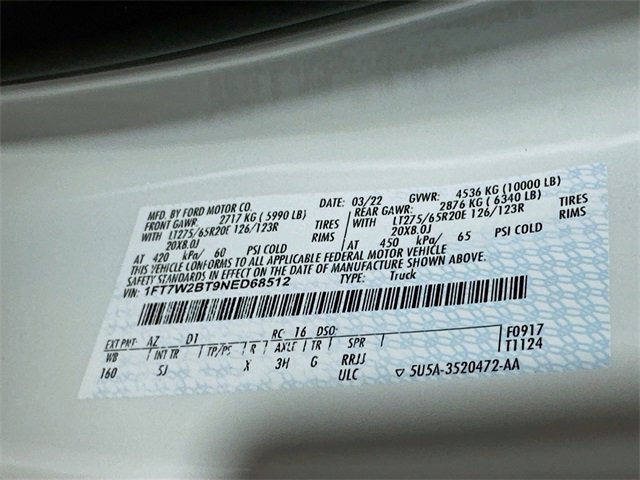 MFD. BY FORD MOTOR CO. DATE: 03/22 GVWR: 4536 KG (10000 LB)
FRONT GAWR: 2717 KG (5990 LB) REAR GAWR: 2876 KG (6340 LB)
WITH LT275/65R20E 126/123R TIRES WITH LT275/65R20E 126/123R TIRES
20X8.0J RIMS 20X8.0J RIMS
AT 420 kPa/ 60 PSI COLD AT 450 kPa/ 65 PSI COLD
THIS VEHICLE CONFORMS TO ALL APPLICABLE FEDERAL MOTOR VEHICLE
SAFETY STANDARDS IN EFFECT ON THE DATE OF MANUFACTURE SHOWN ABOVE.
VIN: 1FT7W2BT9NED68512 TYPE: Truck
EXT PNT: AZ D1 RC: 16 DSO: F0917
WB INT TR TP/PS R AXLE TR SPR T1124
160 SJ X 3H G RRJJ
ULC ▽ 5U5A-3520472-AA